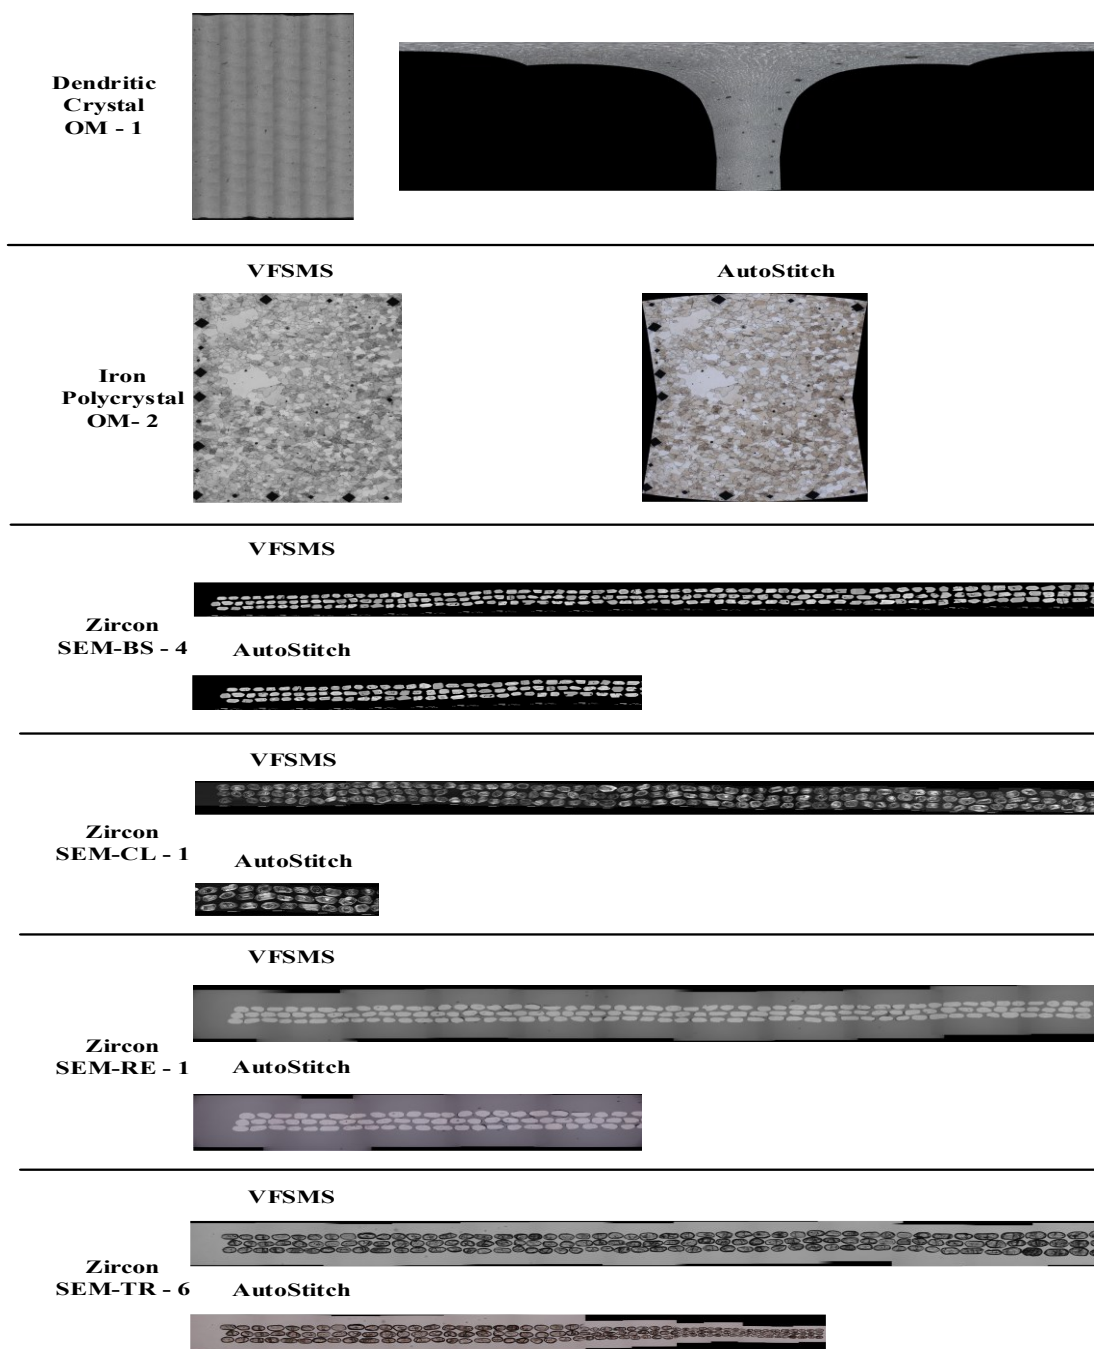 Dendritic
Crystal
OM - 1
VFSMS
AutoStitch
Iron
Polycrystal
OM- 2
VFSMS
Zircon
SEM-BS - 4
AutoStitch
VFSMS
Zircon
SEM-CL - 1
AutoStitch
VFSMS
Zircon
SEM-RE - 1
AutoStitch
VFSMS
Zircon
SEM-TR - 6
AutoStitch